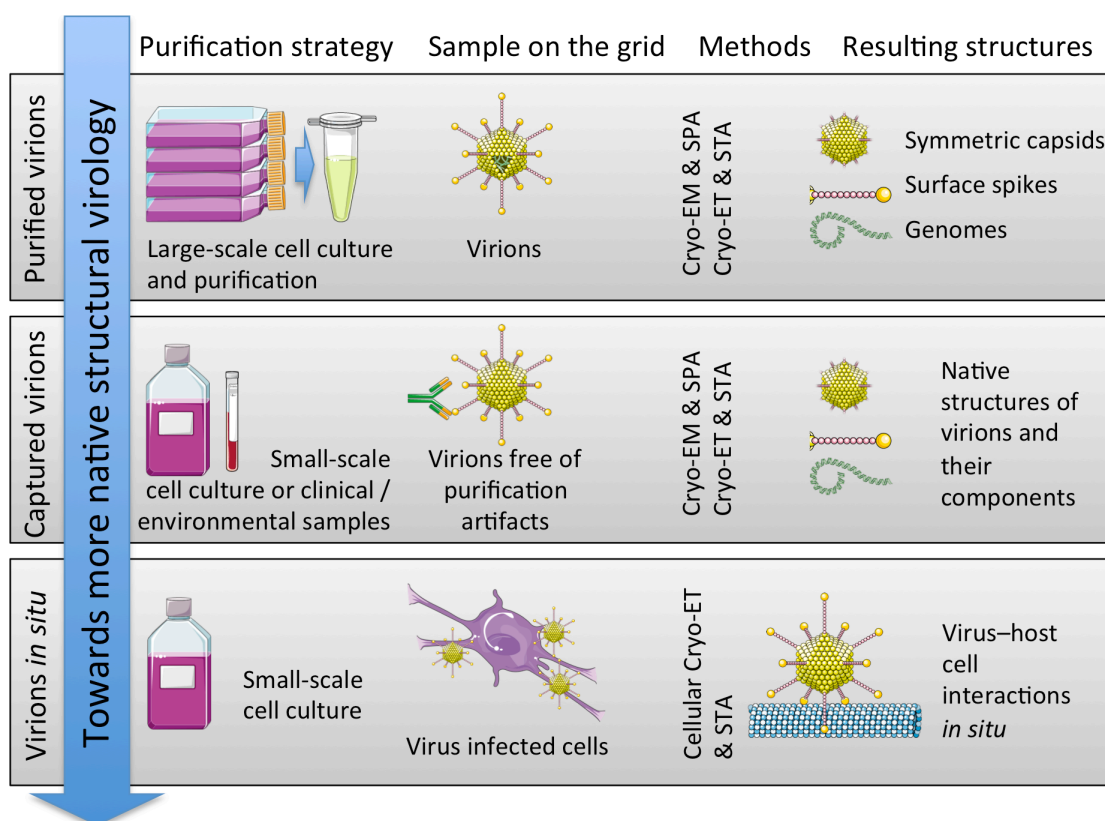 Purification strategy
Sample on the grid
Methods
Resulting structures
Towards more native structural virology
Purified virions
Large-scale cell culture
and purification
Virions
Cryo-EM & SPA
Cryo-ET & STA
Symmetric capsids
Surface spikes
Genomes
Captured virions
Small-scale
cell culture or clinical /
environmental samples
Virions free of
purification
artifacts
Cryo-EM & SPA
Cryo-ET & STA
Native
structures of
virions and
their
components
Virions in situ
Small-scale
cell culture
Virus infected cells
Cellular Cryo-ET
& STA
Virus–host
cell
interactions
in situ